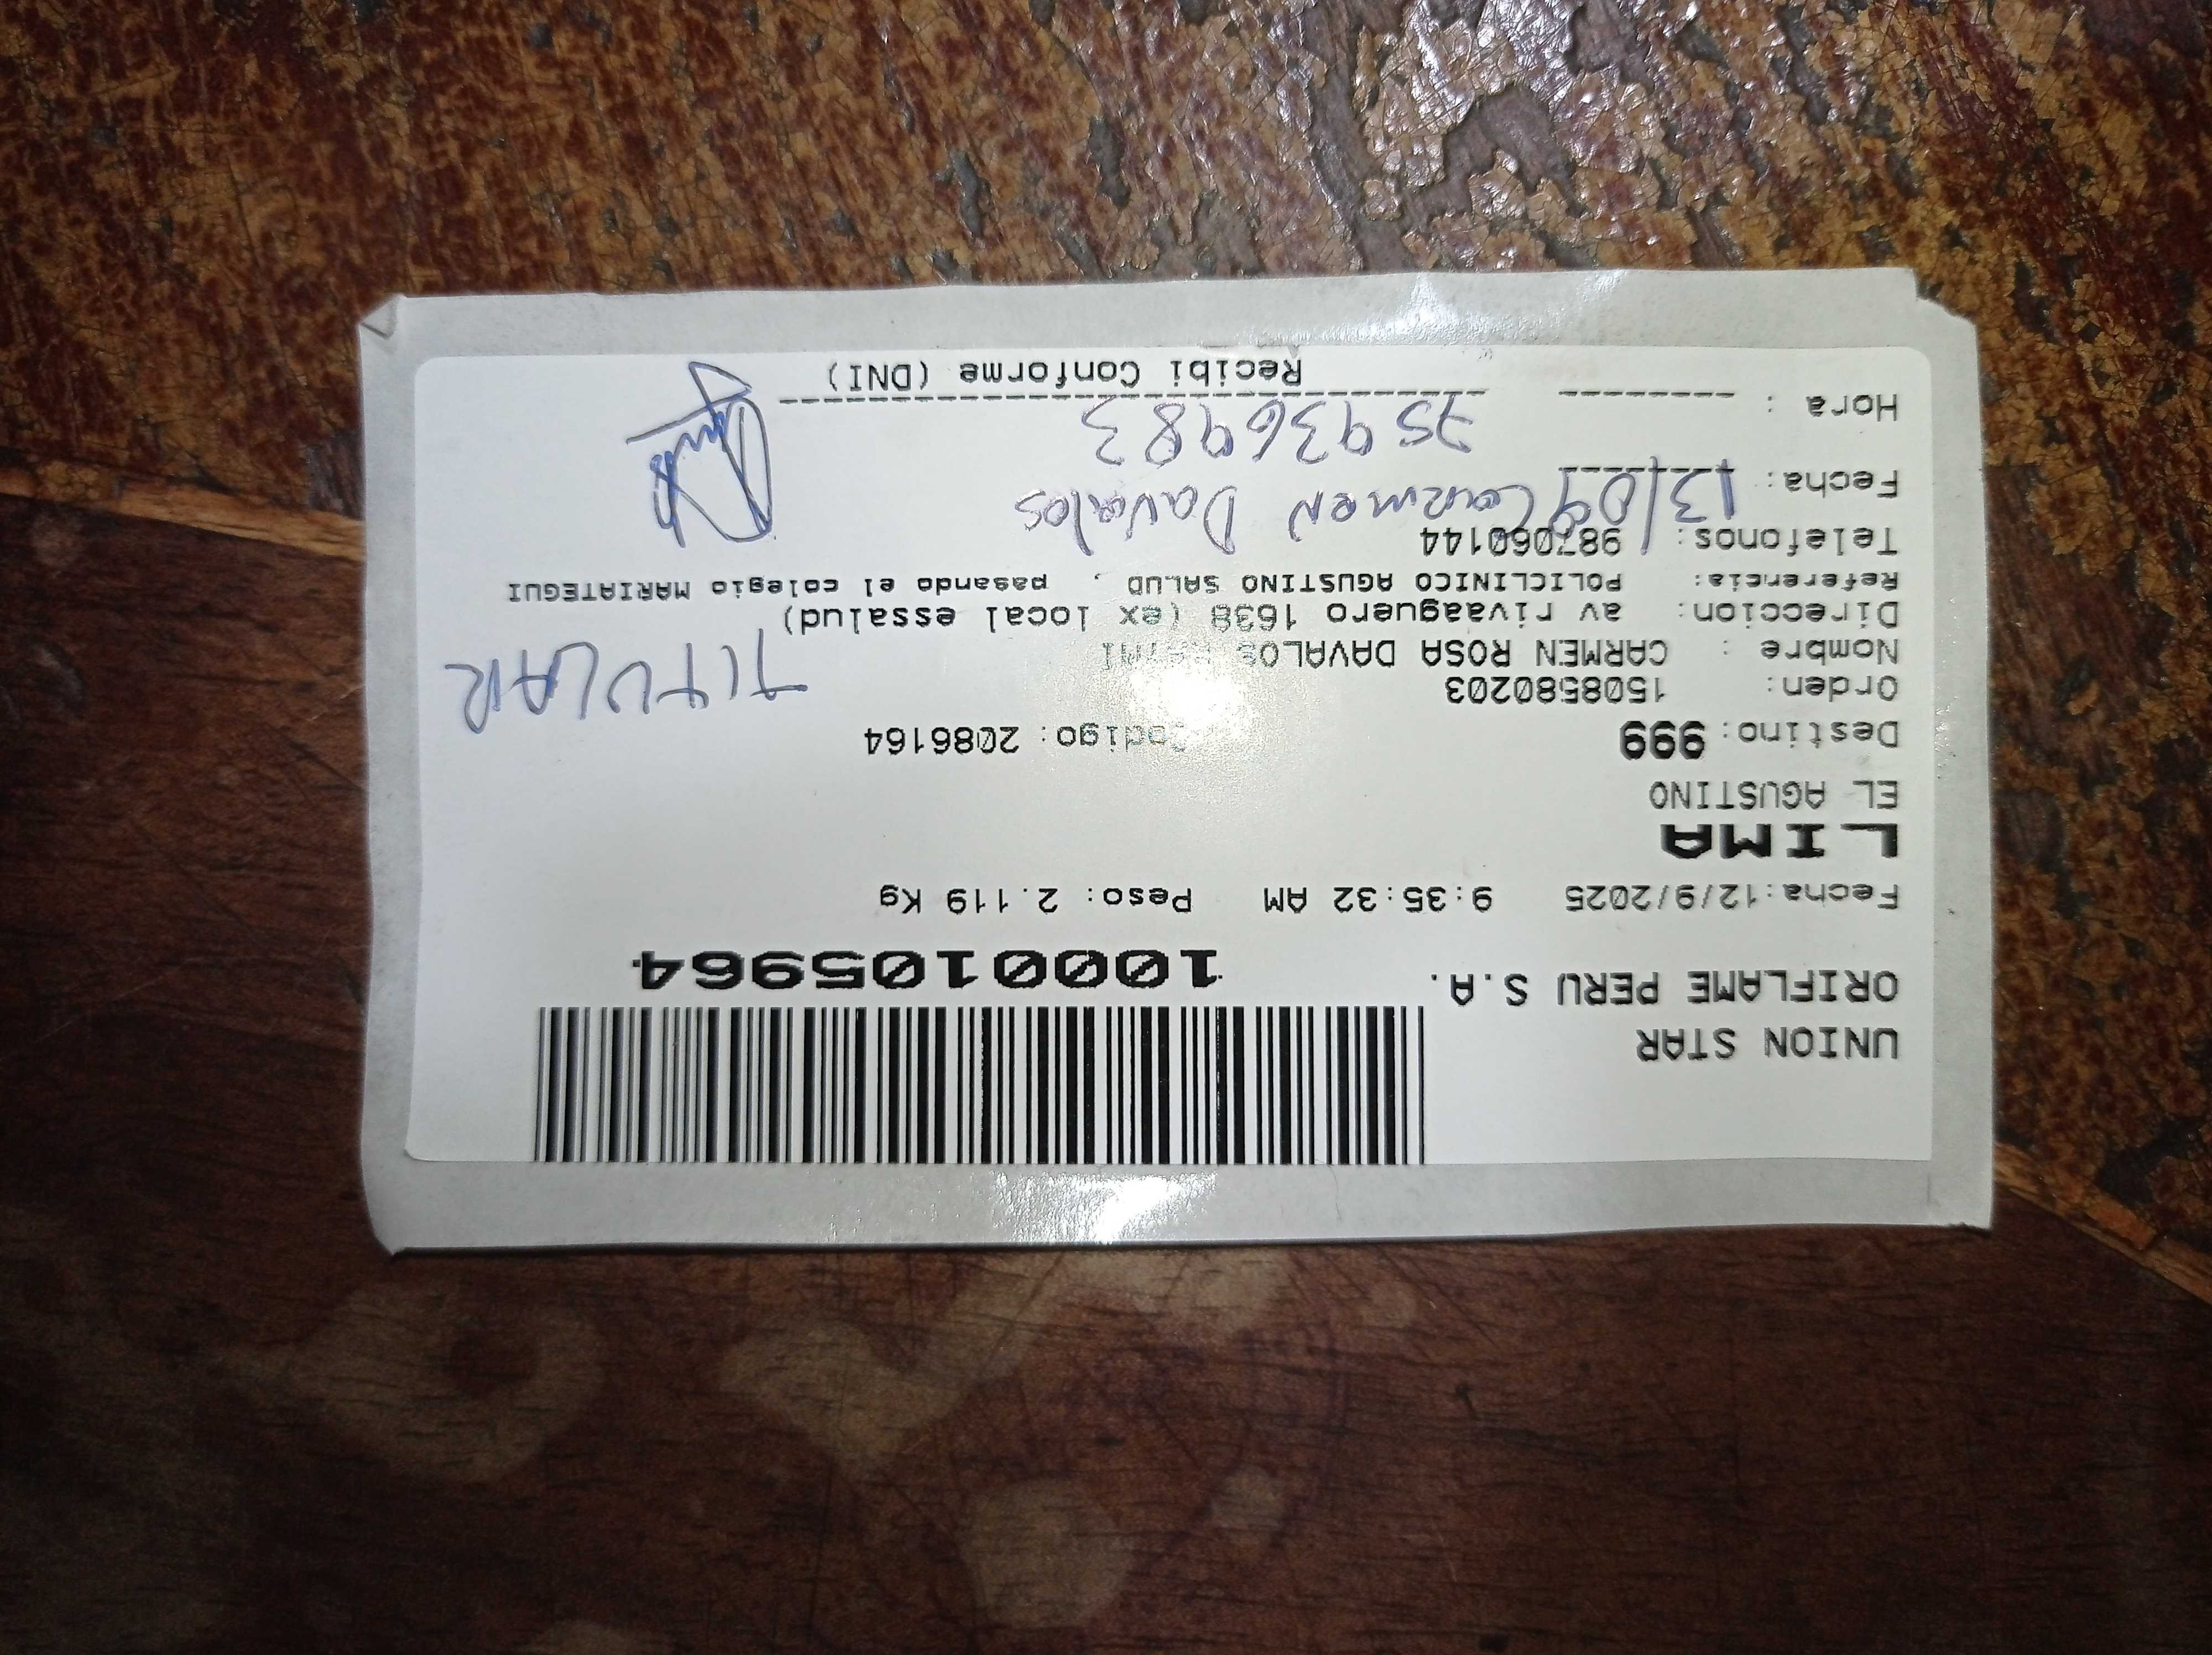 UNION STAR
ORIFLAME PERU S.A.
1000105964
Fecha:12/9/2025 9:35:32 AM Peso: 2.119 Kg
LIMA
EL AGUSTINO
Destino: 999 Codigo: 2086164
Orden: 1508580203
TITULAR
Nombre : CARMEN ROSA DAVALOS
Direccion: av rivaaguero 1638 (ex local essalud)
Referencia: POLICLINICO AGUSTINO SALUD , pasando el colegio MARIATEGUI
Telefonos: 987060144
Fecha: 13/09 Carmen Davalos
Hora : 25936983
Recibi Conforme (DNI)